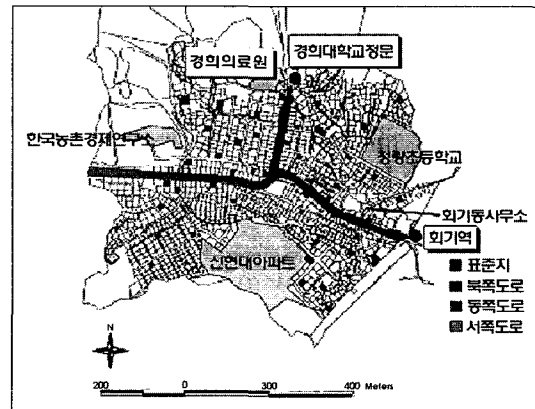 경희의료원
경희대학교정문
한국농촌경제연구소
청량초등학교
회기동사무소
회기역
신현대아파트
표준지
북쪽도로
동쪽도로
서쪽도로
N
200 0 300 400 Meters